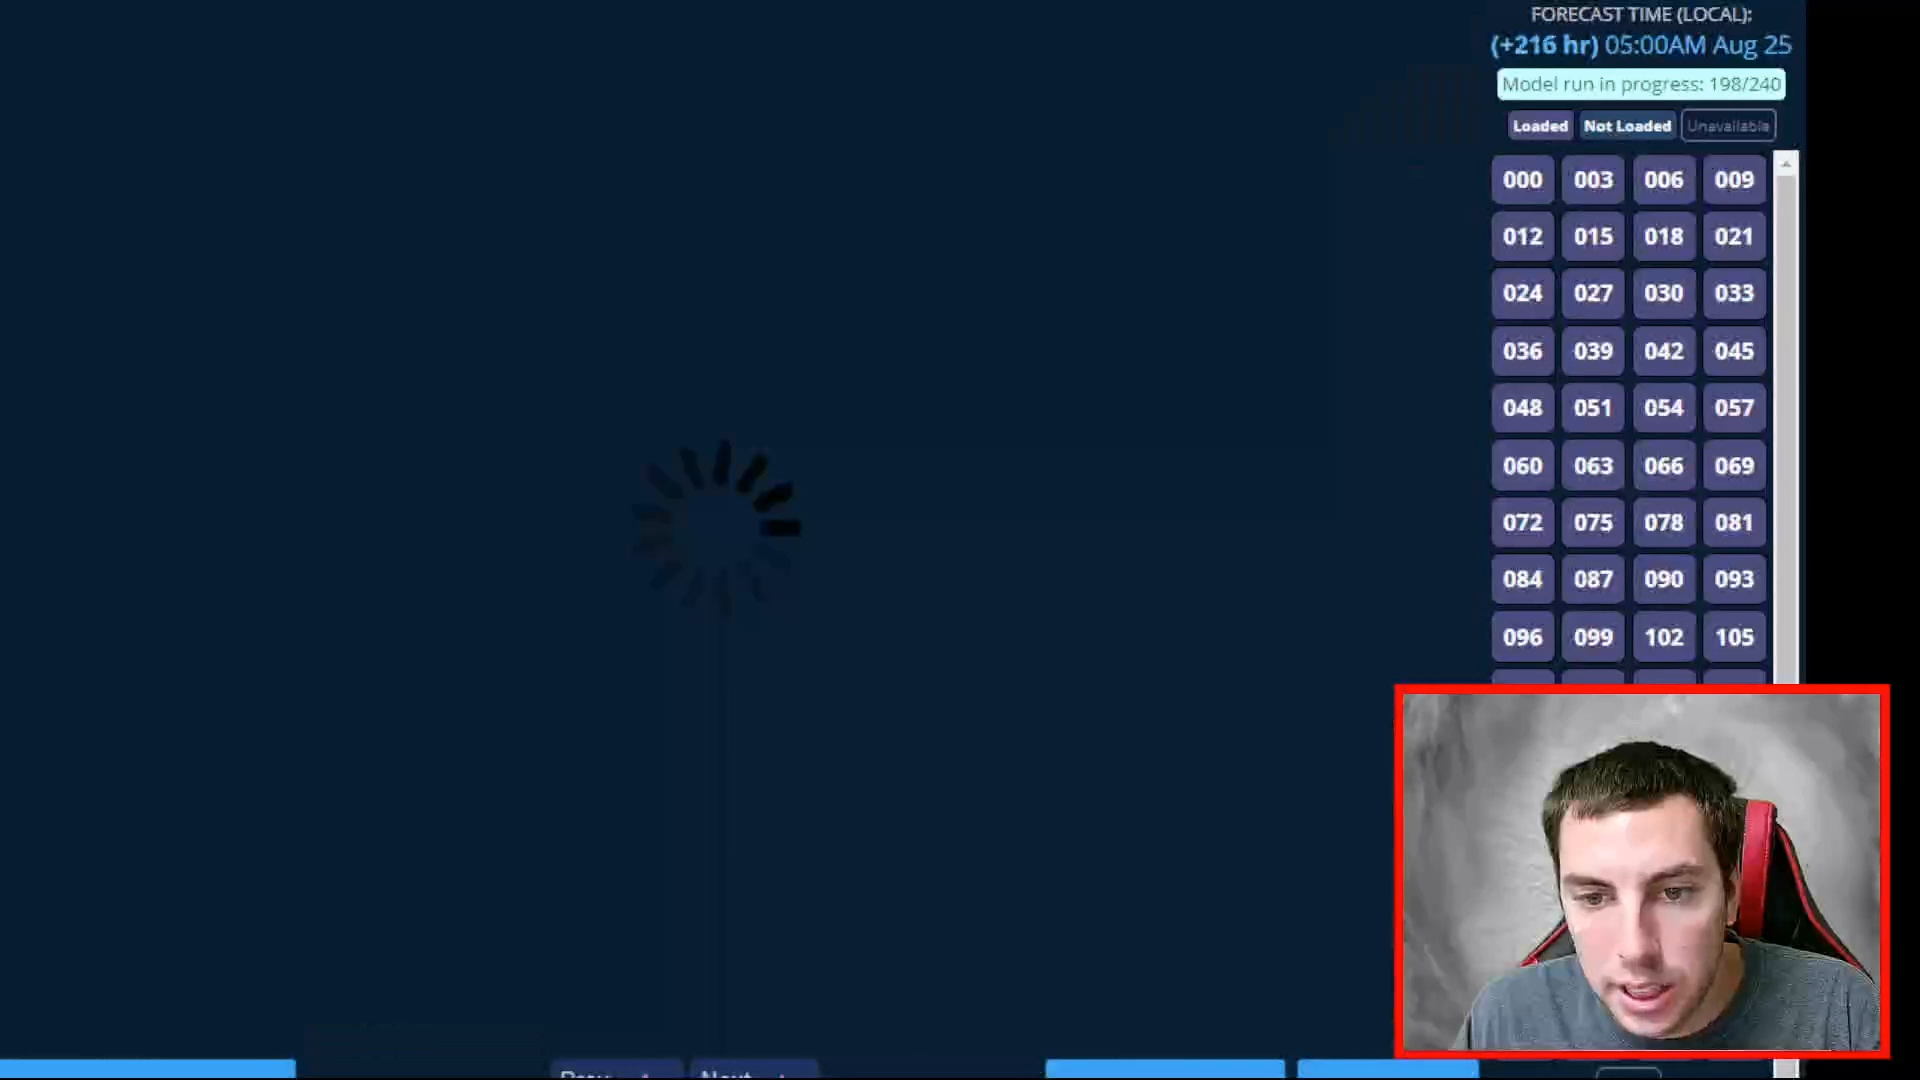 FORECAST TIME (LOCAL):
(+216 hr) 05:00AM Aug 25
Model run in progress: 198/240
Loaded Not Loaded Unavailable
000 003 006 009
012 015 018 021
024 027 030 033
036 039 042 045
048 051 054 057
060 063 066 069
072 075 078 081
084 087 090 093
096 099 102 105
Prev Next